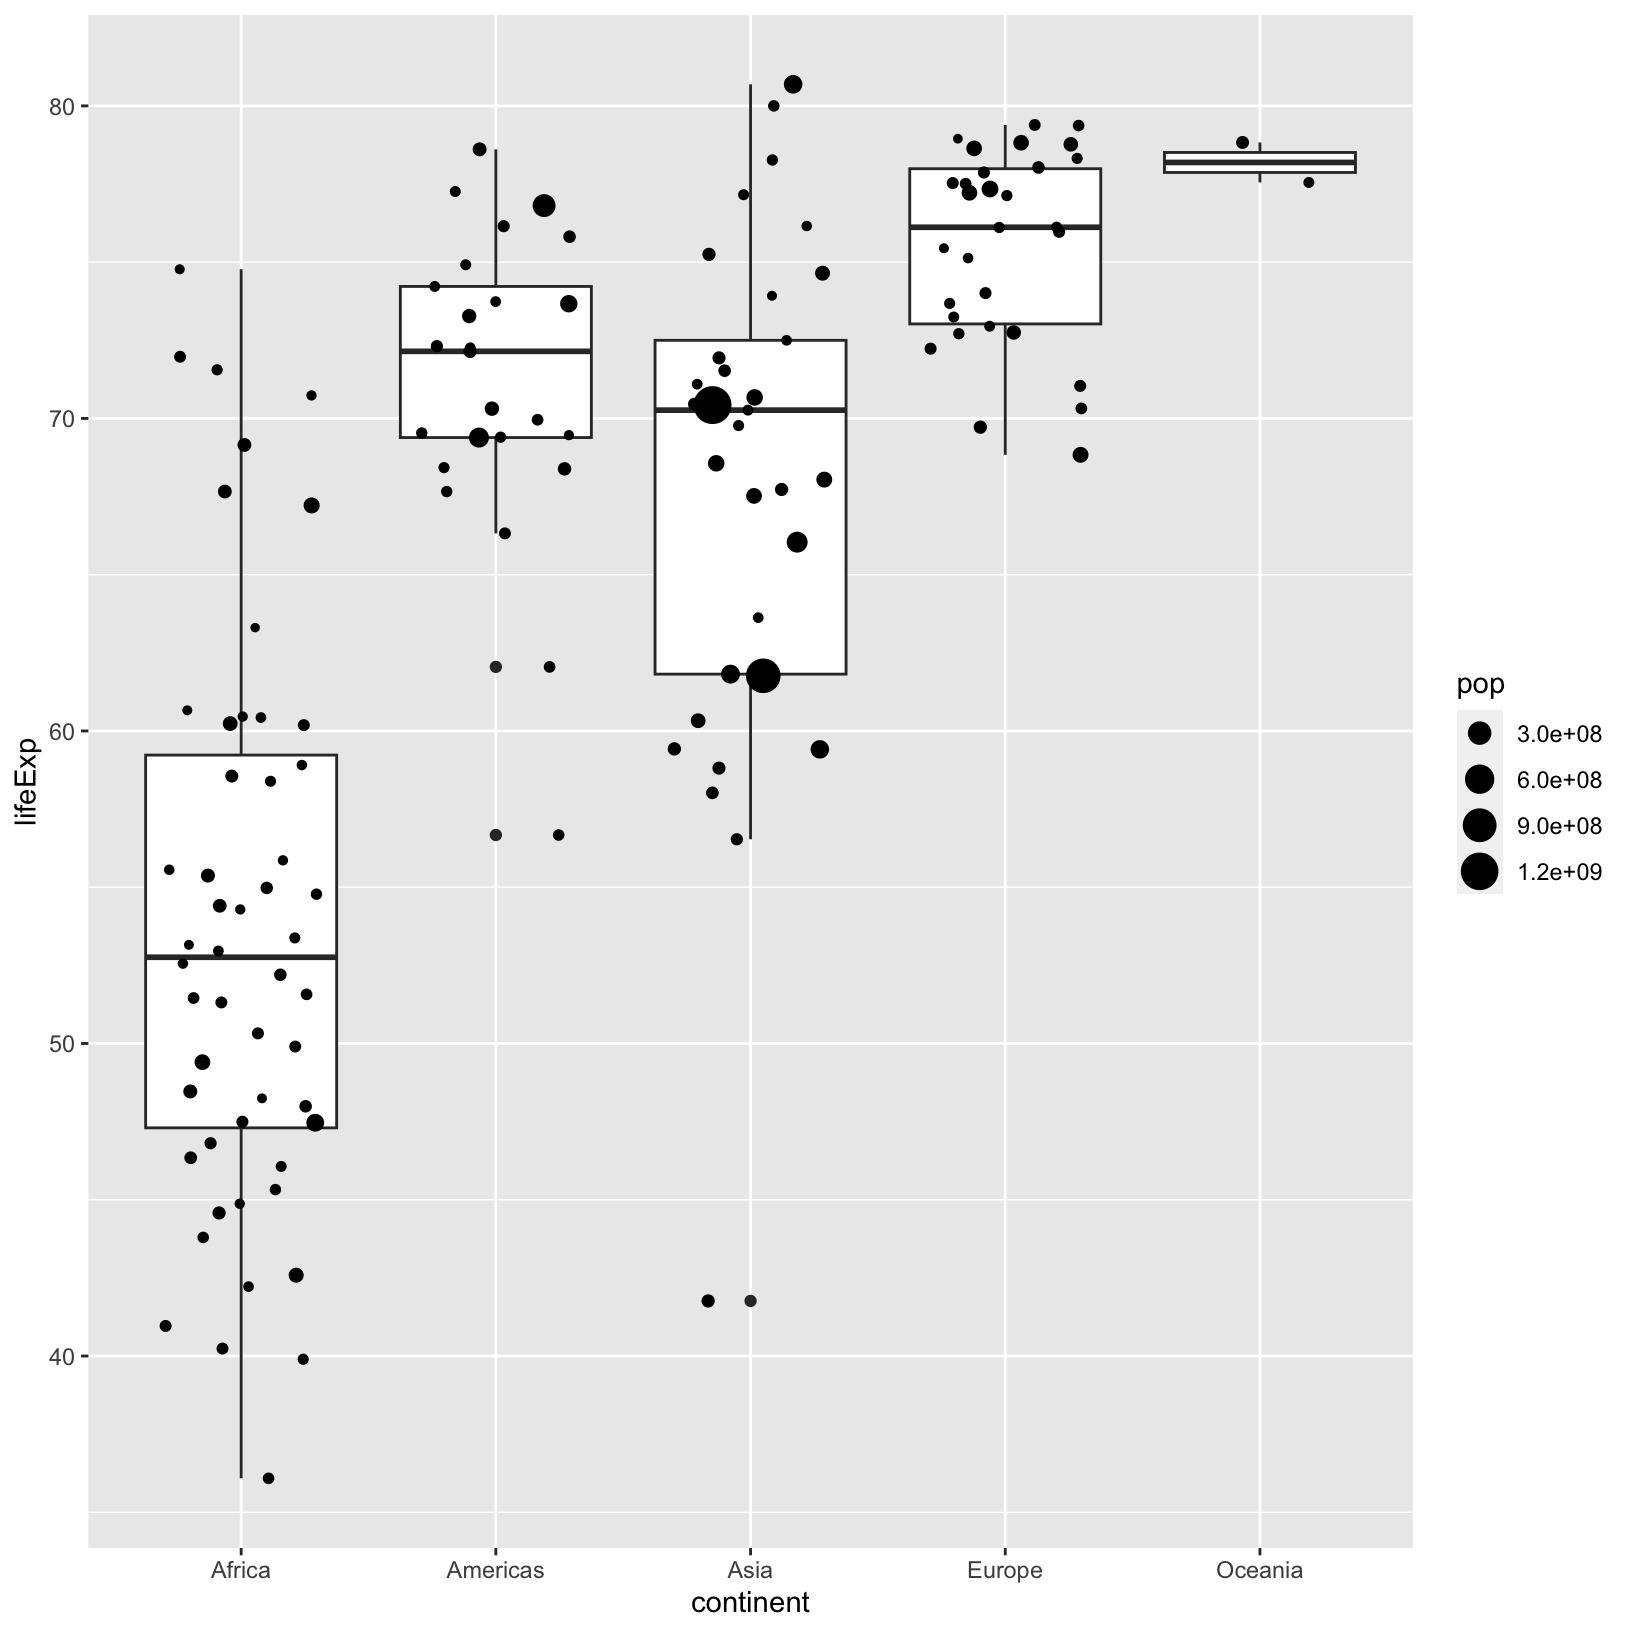 80
70
60
50
40
lifeExp
Africa
Americas
Asia
Europe
Oceania
continent
pop
3.0e+08
6.0e+08
9.0e+08
1.2e+09